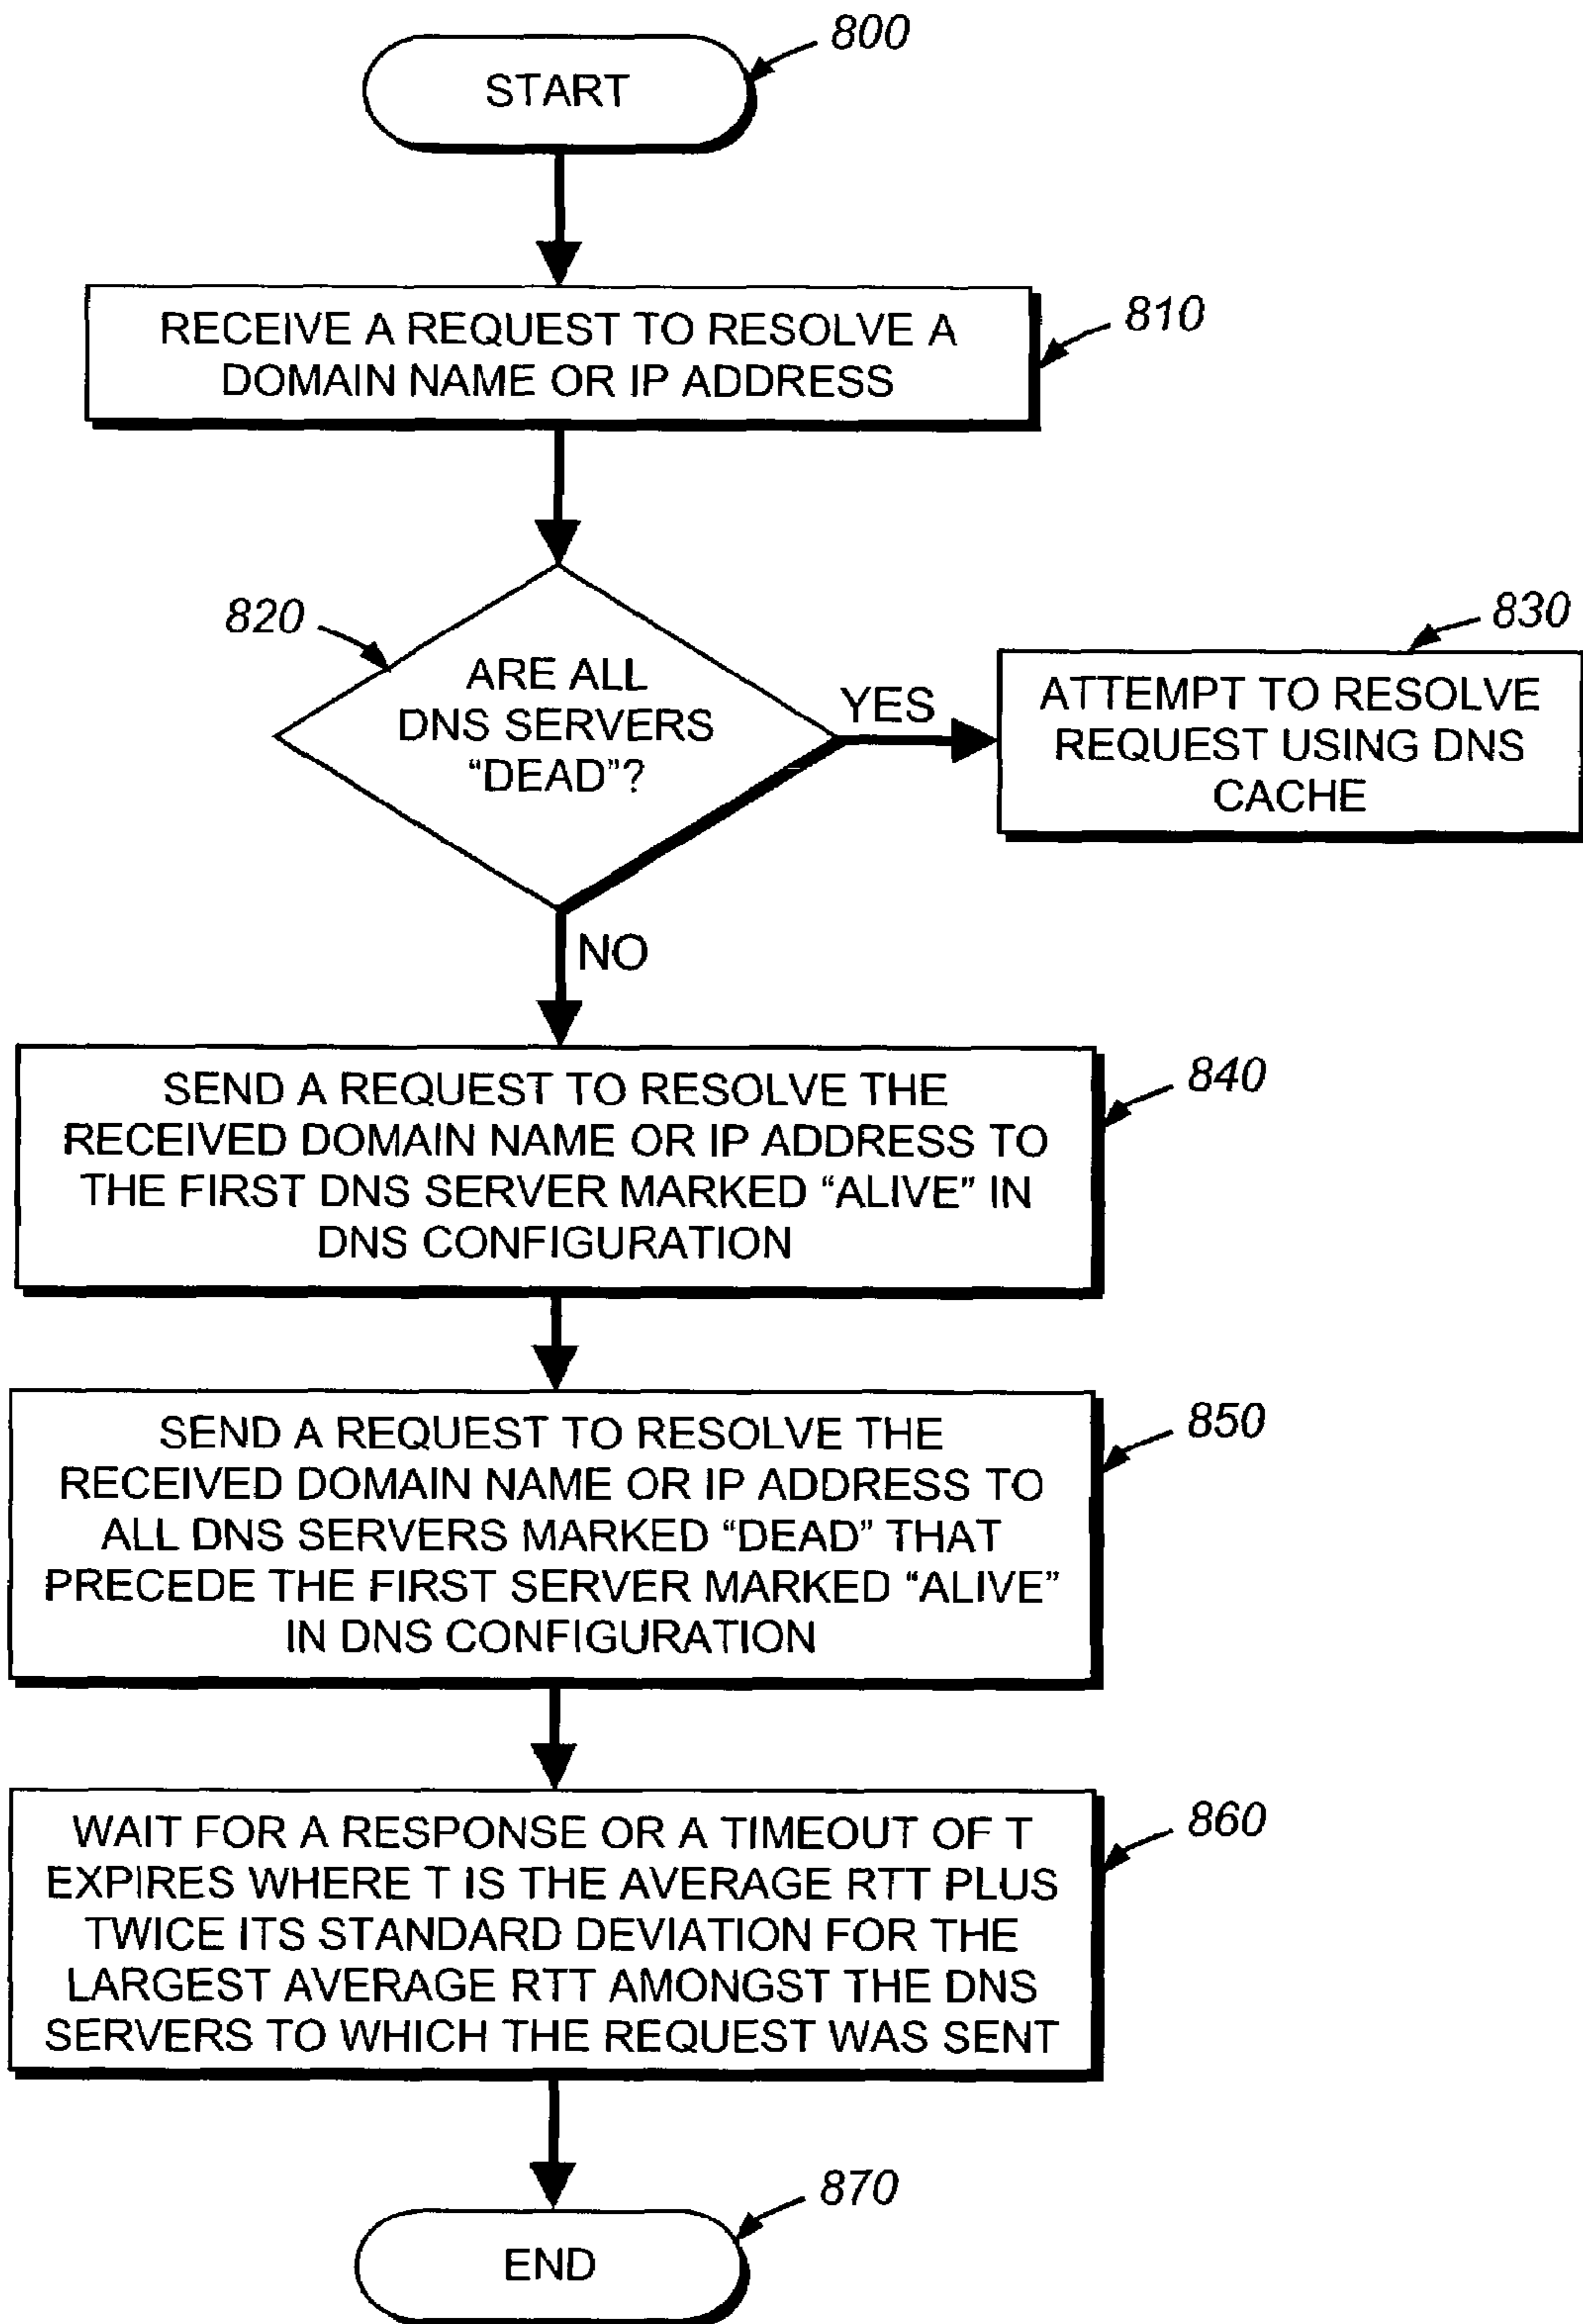 800
START
810
RECEIVE A REQUEST TO RESOLVE A
DOMAIN NAME OR IP ADDRESS
820
ARE ALL
DNS SERVERS
“DEAD”?
YES
830
ATTEMPT TO RESOLVE
REQUEST USING DNS
CACHE
NO
840
SEND A REQUEST TO RESOLVE THE
RECEIVED DOMAIN NAME OR IP ADDRESS TO
THE FIRST DNS SERVER MARKED “ALIVE” IN
DNS CONFIGURATION
850
SEND A REQUEST TO RESOLVE THE
RECEIVED DOMAIN NAME OR IP ADDRESS TO
ALL DNS SERVERS MARKED “DEAD” THAT
PRECEDE THE FIRST SERVER MARKED “ALIVE”
IN DNS CONFIGURATION
860
WAIT FOR A RESPONSE OR A TIMEOUT OF T
EXPIRES WHERE T IS THE AVERAGE RTT PLUS
TWICE ITS STANDARD DEVIATION FOR THE
LARGEST AVERAGE RTT AMONGST THE DNS
SERVERS TO WHICH THE REQUEST WAS SENT
870
END